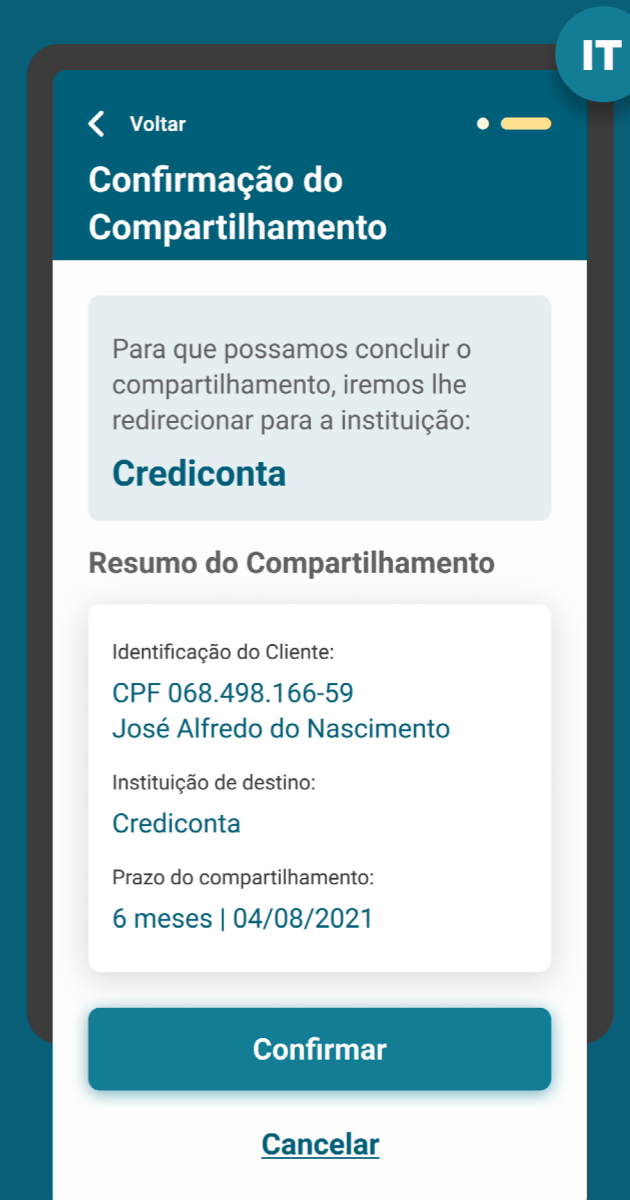 IT
Voltar
Confirmação do
Compartilhamento
Para que possamos concluir o
compartilhamento, iremos lhe
redirecionar para a instituição:
Crediconta
Resumo do Compartilhamento
Identificação do Cliente:
CPF 068.498.166-59
José Alfredo do Nascimento
Instituição de destino:
Crediconta
Prazo do compartilhamento:
6 meses | 04/08/2021
Confirmar
Cancelar